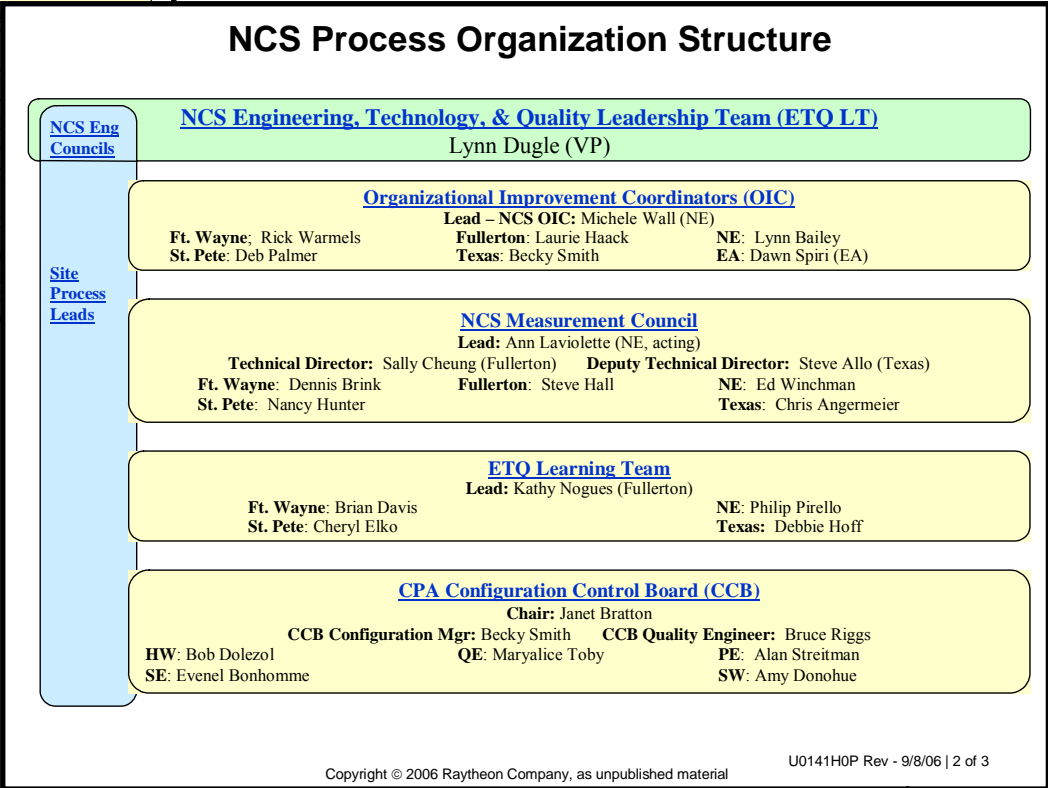 NCS Process Organization Structure
NCS Eng
Councils
NCS Engineering, Technology, & Quality Leadership Team (ETQ LT)
Lynn Dugle (VP)
Site
Process
Leads
Organizational Improvement Coordinators (OIC)
Lead – NCS OIC: Michele Wall (NE)
Ft. Wayne; Rick Warmels Fullerton: Laurie Haack NE: Lynn Bailey
St. Pete: Deb Palmer Texas: Becky Smith EA: Dawn Spiri (EA)
NCS Measurement Council
Lead: Ann Laviolette (NE, acting)
Technical Director: Sally Cheung (Fullerton) Deputy Technical Director: Steve Allo (Texas)
Ft. Wayne: Dennis Brink Fullerton: Steve Hall NE: Ed Winchman
St. Pete: Nancy Hunter Texas: Chris Angermeier
ETQ Learning Team
Lead: Kathy Nogues (Fullerton)
Ft. Wayne: Brian Davis NE: Philip Pirello
St. Pete: Cheryl Elko Texas: Debbie Hoff
CPA Configuration Control Board (CCB)
Chair: Janet Bratton
CCB Configuration Mgr: Becky Smith CCB Quality Engineer: Bruce Riggs
HW: Bob Dolezol QE: Maryalice Toby PE: Alan Streitman
SE: Evenel Bonhomme SW: Amy Donohue
U0141H0P Rev - 9/8/06 | 2 of 3
Copyright © 2006 Raytheon Company, as unpublished material